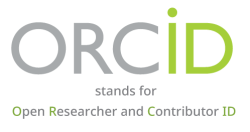 ORCiD
stands for
Open Researcher and Contributor ID